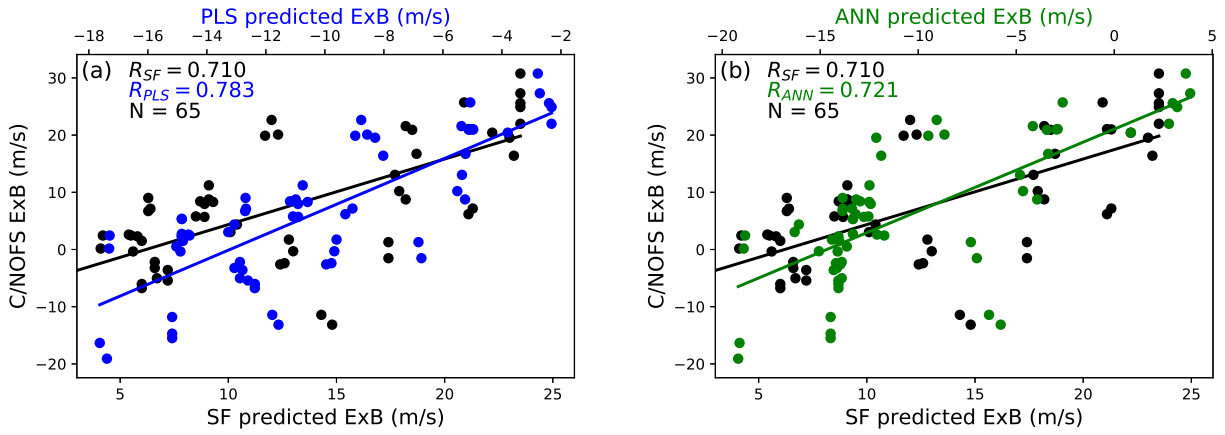 PLS predicted ExB (m/s)
−18 −16 −14 −12 −10 −8 −6 −4 −2
(a) R_SF = 0.710
R_PLS = 0.783
N = 65
30
20
10
0
−10
−20
C/NOFS ExB (m/s)
5 10 15 20 25
SF predicted ExB (m/s)
ANN predicted ExB (m/s)
−20 −15 −10 −5 0 5
(b) R_SF = 0.710
R_ANN = 0.721
N = 65
30
20
10
0
−10
−20
C/NOFS ExB (m/s)
5 10 15 20 25
SF predicted ExB (m/s)